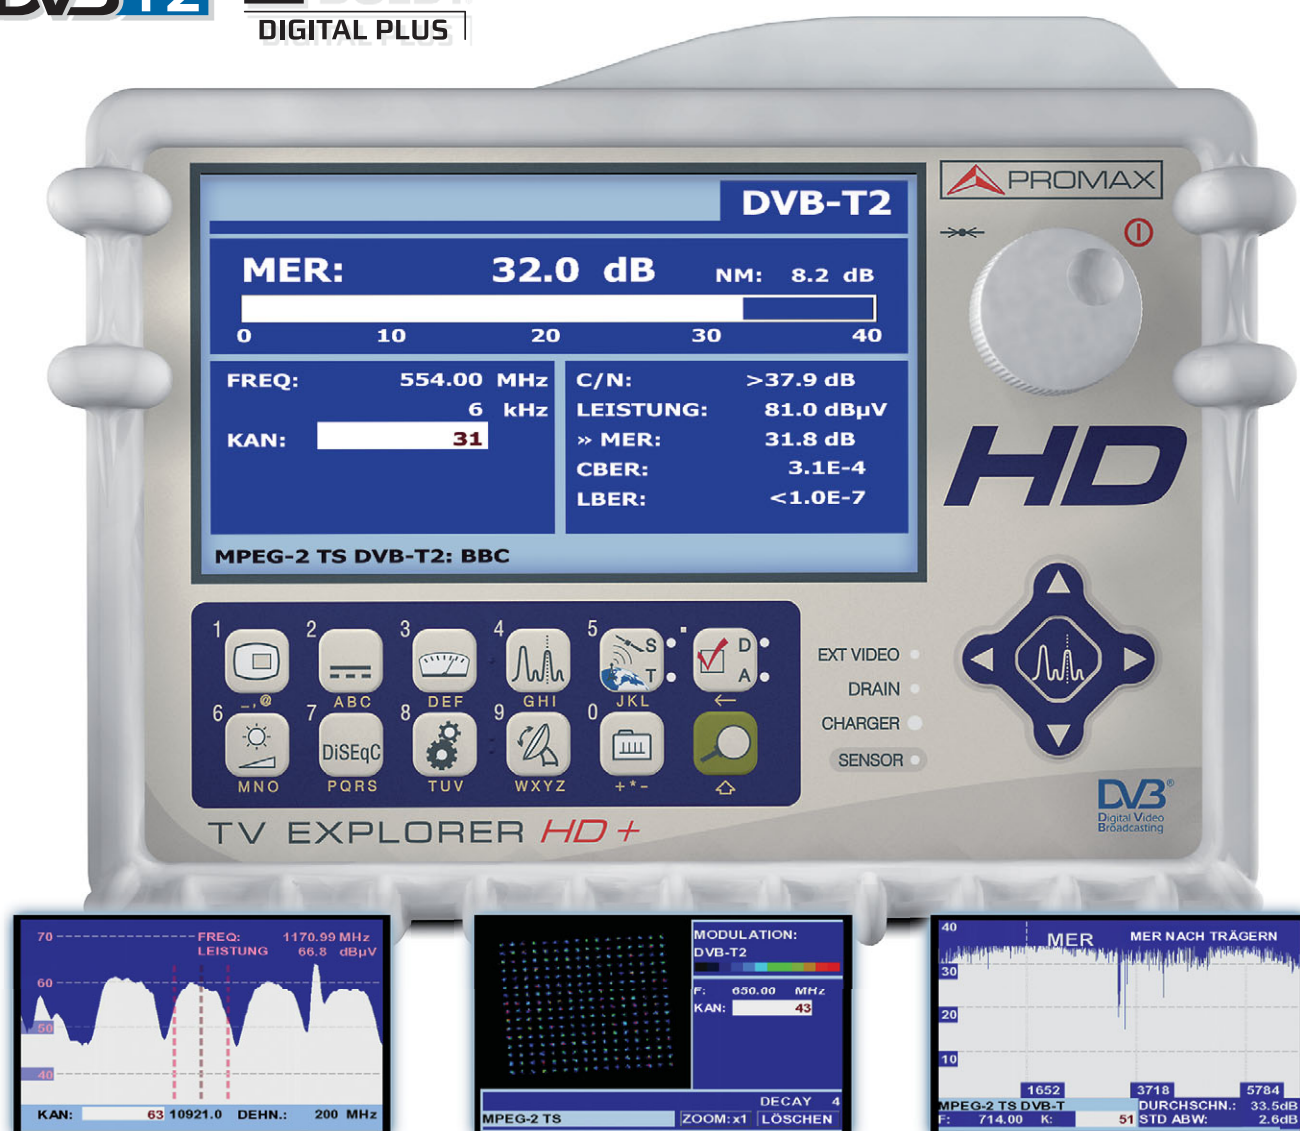 DVB T2
DIGITAL PLUS
PROMAX
DVB-T2
MER: 32.0 dB NM: 8.2 dB
0 10 20 30 40
FREQ: 554.00 MHz
6 kHz
KAN: 31
C/N: >37.9 dB
LEISTUNG: 81.0 dBµV
» MER: 31.8 dB
CBER: 3.1E-4
LBER: <1.0E-7
MPEG-2 TS DVB-T2: BBC
HD
1 2 3 4 5 S T D A
_,@ ABC DEF GHI JKL ←
6 7 8 9 0
DiSEqC
MNO PQRS TUV WXYZ +*-
EXT VIDEO
DRAIN
CHARGER
SENSOR
TV EXPLORER HD+
DVB®
Digital Video
Broadcasting
70 FREQ: 1170.99 MHz
LEISTUNG 66.8 dBµV
60
50
40
KAN: 63 10921.0 DEHN.: 200 MHz
MODULATION:
DVB-T2
F: 650.00 MHz
KAN: 43
DECAY 4
MPEG-2 TS ZOOM:x1 LÖSCHEN
40 MER MER NACH TRÄGERN
30
20
10
1652 3718 5784
MPEG-2 TS DVB-T DURCHSCHN.: 33.5dB
F: 714.00 K: 51 STD ABW: 2.6dB